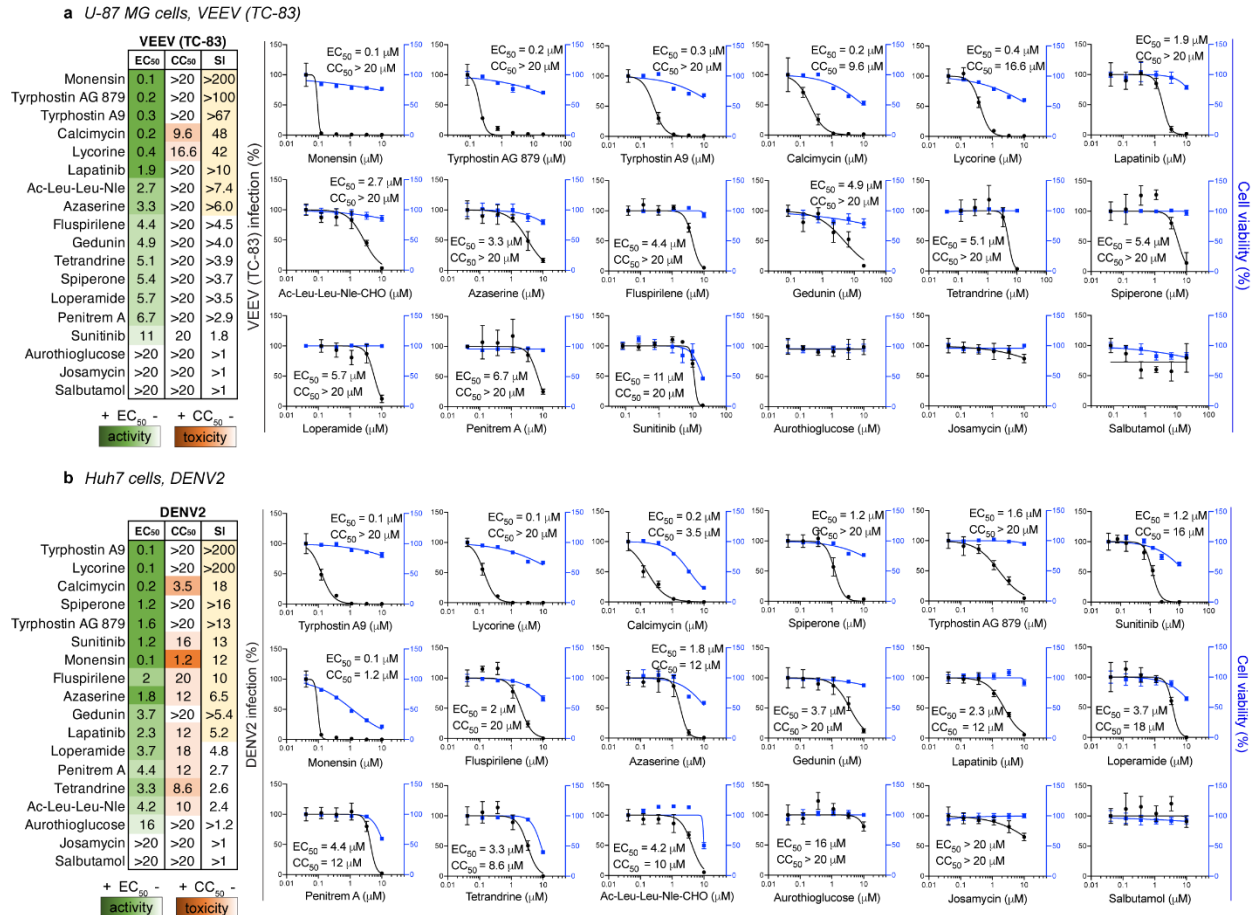 a U-87 MG cells, VEEV (TC-83)
VEEV (TC-83)
EC50 CC50 SI
Monensin 0.1 >20 >200
Tyrphostin AG 879 0.2 >20 >100
Tyrphostin A9 0.3 >20 >67
Calcimycin 0.2 9.6 48
Lycorine 0.4 16.6 42
Lapatinib 1.9 >20 >10
Ac-Leu-Leu-Nle 2.7 >20 >7.4
Azaserine 3.3 >20 >6.0
Fluspirilene 4.4 >20 >4.5
Gedunin 4.9 >20 >4.0
Tetrandrine 5.1 >20 >3.9
Spiperone 5.4 >20 >3.7
Loperamide 5.7 >20 >3.5
Penitrem A 6.7 >20 >2.9
Sunitinib 11 20 1.8
Aurothioglucose >20 >20 >1
Josamycin >20 >20 >1
Salbutamol >20 >20 >1
+ EC50 - + CC50 -
activity toxicity
VEEV (TC-83) infection (%)
Cell viability (%)
EC50 = 0.1 µM
CC50 > 20 µM
150 100 50 0
0.01 0.1 1 10 100
Monensin (µM)
EC50 = 0.2 µM
CC50 > 20 µM
Tyrphostin AG 879 (µM)
EC50 = 0.3 µM
CC50 > 20 µM
Tyrphostin A9 (µM)
EC50 = 0.2 µM
CC50 = 9.6 µM
Calcimycin (µM)
EC50 = 0.4 µM
CC50 = 16.6 µM
Lycorine (µM)
EC50 = 1.9 µM
CC50 > 20 µM
Lapatinib (µM)
EC50 = 2.7 µM
CC50 > 20 µM
Ac-Leu-Leu-Nle-CHO (µM)
EC50 = 3.3 µM
CC50 > 20 µM
Azaserine (µM)
EC50 = 4.4 µM
CC50 > 20 µM
Fluspirilene (µM)
EC50 = 4.9 µM
CC50 > 20 µM
Gedunin (µM)
EC50 = 5.1 µM
CC50 > 20 µM
Tetrandrine (µM)
EC50 = 5.4 µM
CC50 > 20 µM
Spiperone (µM)
EC50 = 5.7 µM
CC50 > 20 µM
Loperamide (µM)
EC50 = 6.7 µM
CC50 > 20 µM
Penitrem A (µM)
EC50 = 11 µM
CC50 = 20 µM
Sunitinib (µM)
Aurothioglucose (µM)
Josamycin (µM)
Salbutamol (µM)
b Huh7 cells, DENV2
DENV2
EC50 CC50 SI
Tyrphostin A9 0.1 >20 >200
Lycorine 0.1 >20 >200
Calcimycin 0.2 3.5 18
Spiperone 1.2 >20 >16
Tyrphostin AG 879 1.6 >20 >13
Sunitinib 1.2 16 13
Monensin 0.1 1.2 12
Fluspirilene 2 20 10
Azaserine 1.8 12 6.5
Gedunin 3.7 >20 >5.4
Lapatinib 2.3 12 5.2
Loperamide 3.7 18 4.8
Penitrem A 4.4 12 2.7
Tetrandrine 3.3 8.6 2.6
Ac-Leu-Leu-Nle 4.2 10 2.4
Aurothioglucose 16 >20 >1.2
Josamycin >20 >20 >1
Salbutamol >20 >20 >1
+ EC50 - + CC50 -
activity toxicity
DENV2 infection (%)
Cell viability (%)
EC50 = 0.1 µM
CC50 > 20 µM
Tyrphostin A9 (µM)
EC50 = 0.1 µM
CC50 > 20 µM
Lycorine (µM)
EC50 = 0.2 µM
CC50 = 3.5 µM
Calcimycin (µM)
EC50 = 1.2 µM
CC50 > 20 µM
Spiperone (µM)
EC50 = 1.6 µM
CC50 > 20 µM
Tyrphostin AG 879 (µM)
EC50 = 1.2 µM
CC50 = 16 µM
Sunitinib (µM)
EC50 = 0.1 µM
CC50 = 1.2 µM
Monensin (µM)
EC50 = 2 µM
CC50 = 20 µM
Fluspirilene (µM)
EC50 = 1.8 µM
CC50 = 12 µM
Azaserine (µM)
EC50 = 3.7 µM
CC50 > 20 µM
Gedunin (µM)
EC50 = 2.3 µM
CC50 = 12 µM
Lapatinib (µM)
EC50 = 3.7 µM
CC50 = 18 µM
Loperamide (µM)
EC50 = 4.4 µM
CC50 = 12 µM
Penitrem A (µM)
EC50 = 3.3 µM
CC50 = 8.6 µM
Tetrandrine (µM)
EC50 = 4.2 µM
CC50 = 10 µM
Ac-Leu-Leu-Nle-CHO (µM)
EC50 = 16 µM
CC50 > 20 µM
Aurothioglucose (µM)
EC50 > 20 µM
CC50 > 20 µM
Josamycin (µM)
Salbutamol (µM)